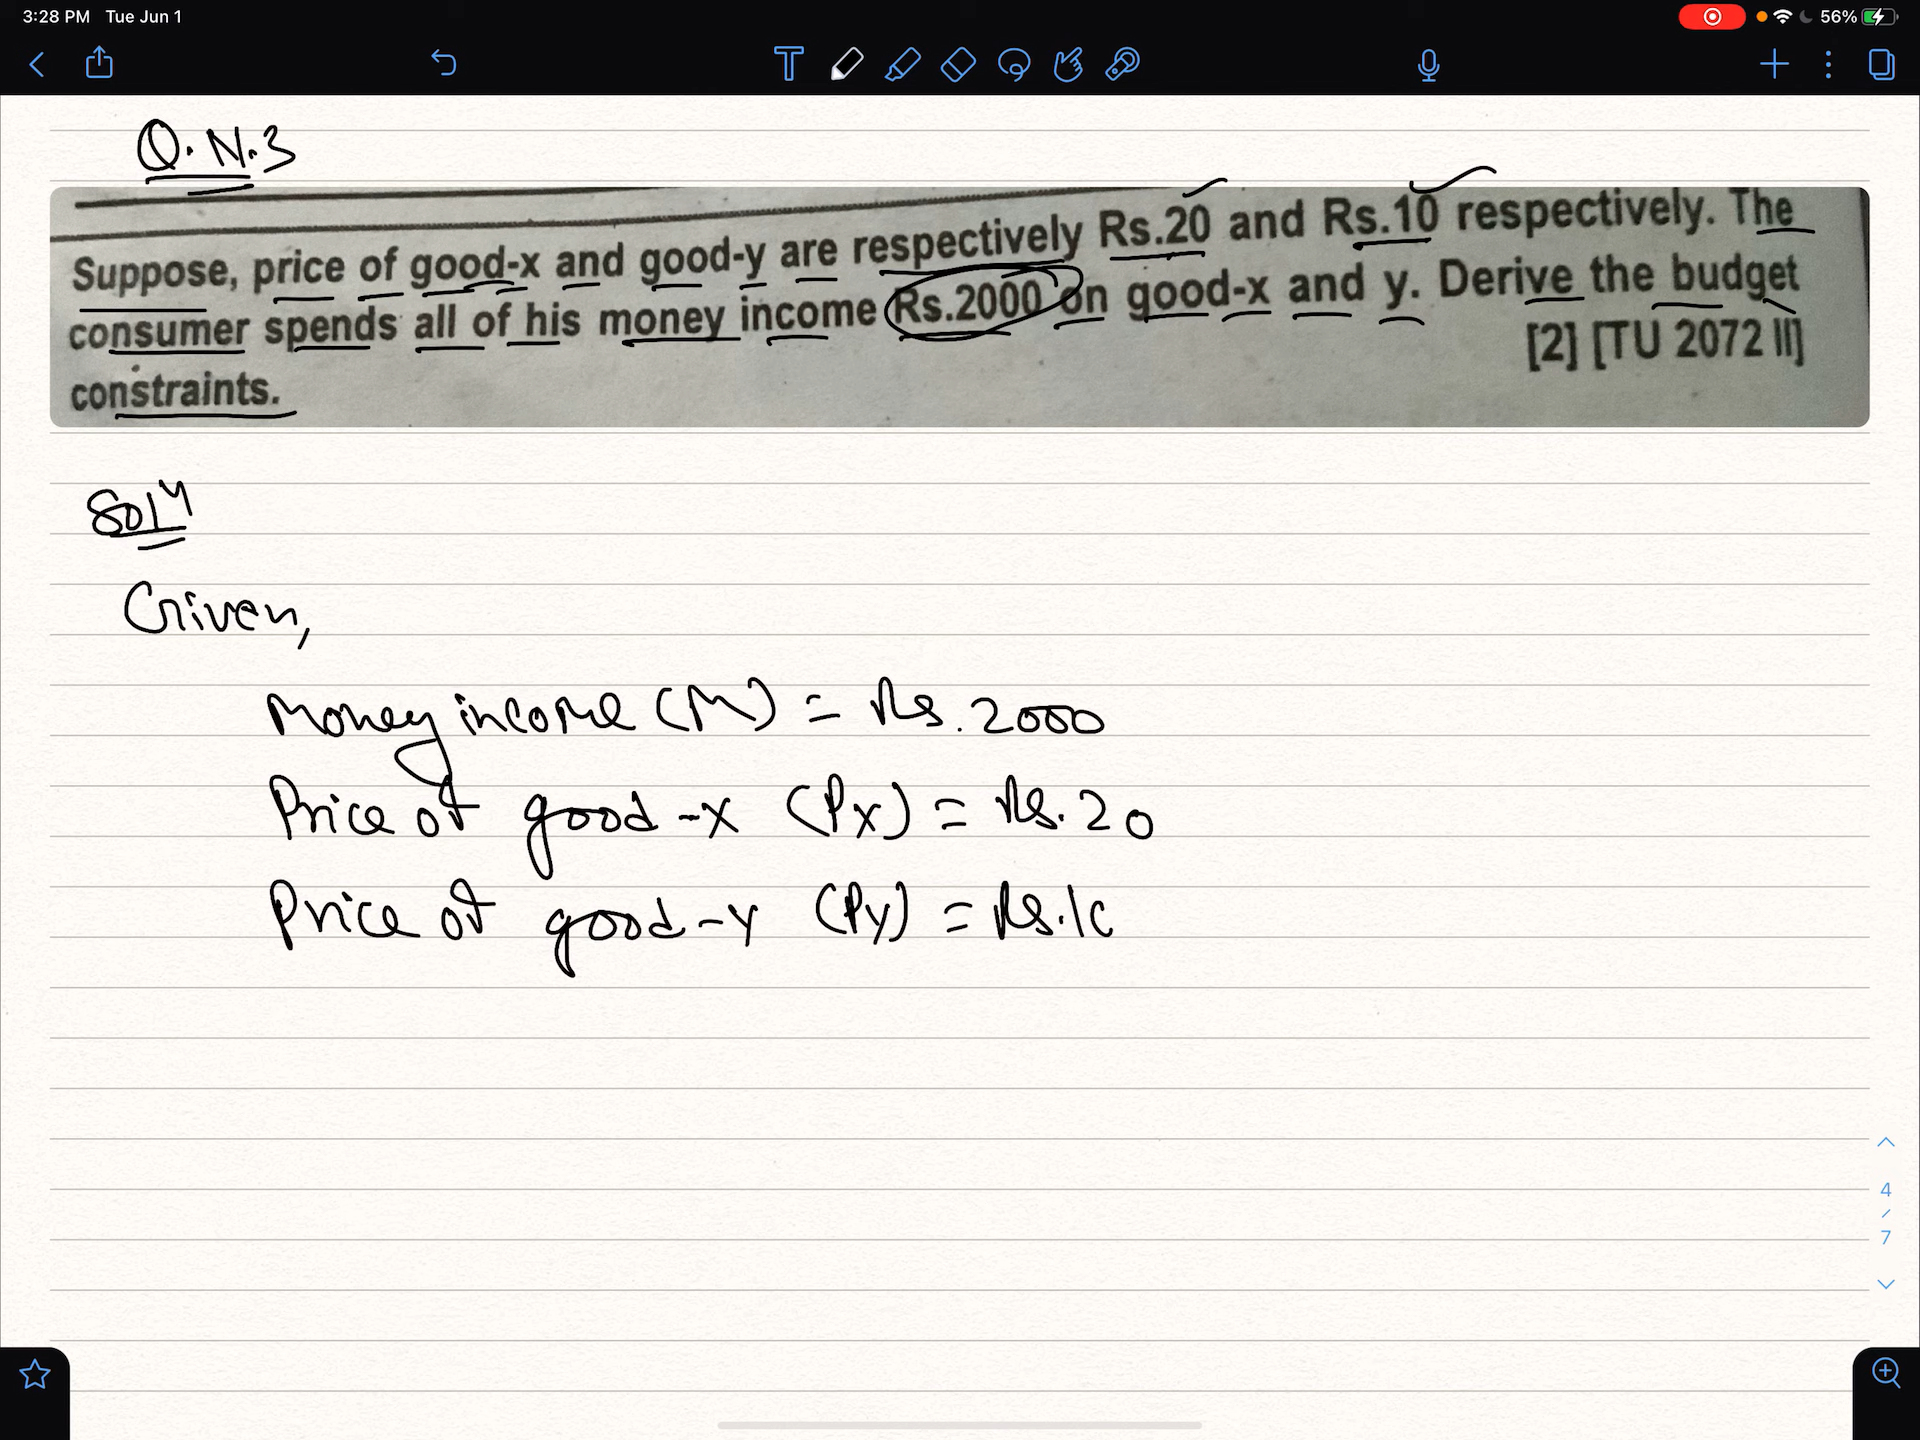 3:28 PM Tue Jun 1
56%
Q.N.3
Suppose, price of good-x and good-y are respectively Rs.20 and Rs.10 respectively. The
consumer spends all of his money income Rs.2000 on good-x and y. Derive the budget
constraints.
[2] [TU 2072 II]
Solⁿ
Given,
Money income (M) = Rs. 2000
Price of good-x (Px) = Rs. 20
Price of good-y (Py) = Rs. 10
4
/
7